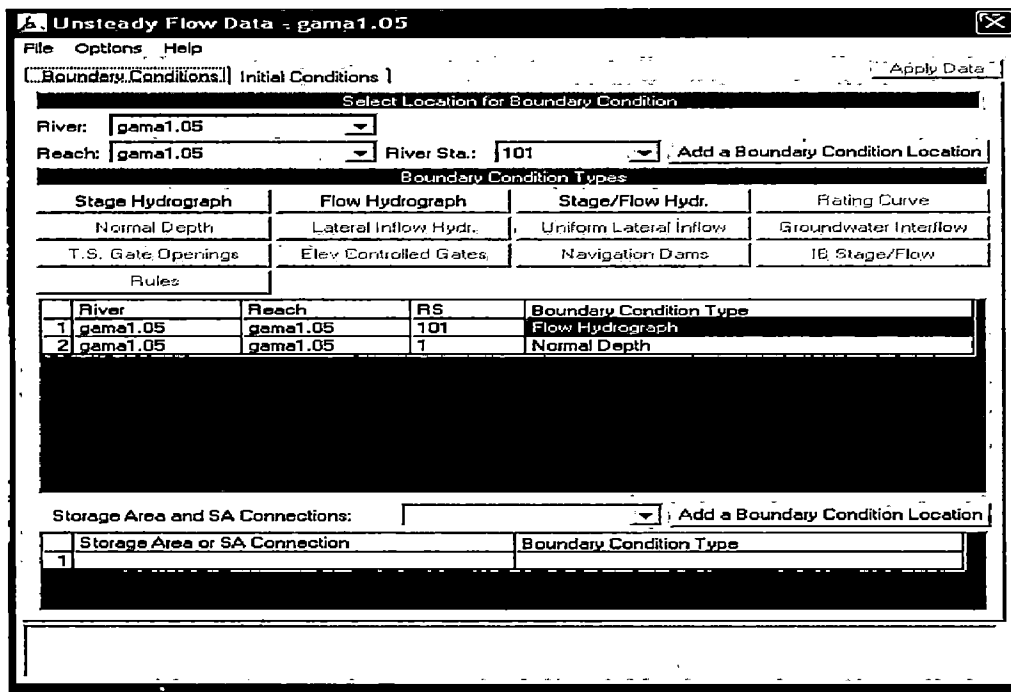 Unsteady Flow Data - gama1.05
File Options Help
Boundary Conditions Initial Conditions Apply Data
Select Location for Boundary Condition
River: gama1.05
Reach: gama1.05 River Sta.: 101 Add a Boundary Condition Location
Boundary Condition Types
Stage Hydrograph Flow Hydrograph Stage/Flow Hydr. Rating Curve
Normal Depth Lateral Inflow Hydr. Uniform Lateral Inflow Groundwater Interflow
T.S. Gate Openings Elev Controlled Gates Navigation Dams IB Stage/Flow
Rules
River Reach RS Boundary Condition Type
1 gama1.05 gama1.05 101 Flow Hydrograph
2 gama1.05 gama1.05 1 Normal Depth
Storage Area and SA Connections: Add a Boundary Condition Location
Storage Area or SA Connection Boundary Condition Type
1